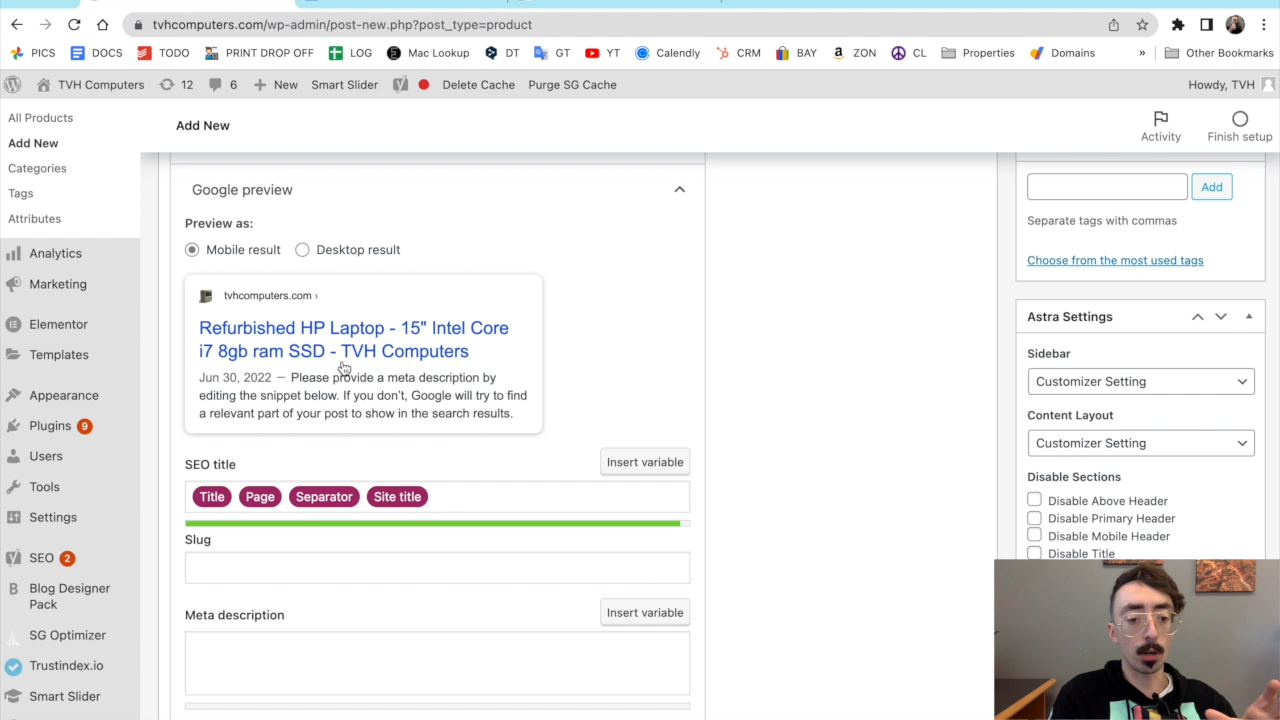 tvhcomputers.com/wp-admin/post-new.php?post_type=product
PICS DOCS TODO PRINT DROP OFF LOG Mac Lookup DT GT YT Calendly CRM BAY ZON CL Properties Domains » Other Bookmarks
TVH Computers 12 6 New Smart Slider Delete Cache Purge SG Cache Howdy, TVH
All Products
Add New
Categories
Tags
Attributes
Analytics
Marketing
Elementor
Templates
Appearance
Plugins 9
Users
Tools
Settings
SEO 2
Blog Designer
Pack
SG Optimizer
Trustindex.io
Smart Slider
Add New
Activity
Finish setup
Google preview
Preview as:
Mobile result Desktop result
tvhcomputers.com ›
Refurbished HP Laptop - 15" Intel Core
i7 8gb ram SSD - TVH Computers
Jun 30, 2022 — Please provide a meta description by
editing the snippet below. If you don't, Google will try to find
a relevant part of your post to show in the search results.
SEO title
Insert variable
Title Page Separator Site title
Slug
Meta description
Insert variable
Add
Separate tags with commas
Choose from the most used tags
Astra Settings
Sidebar
Customizer Setting
Content Layout
Customizer Setting
Disable Sections
Disable Above Header
Disable Primary Header
Disable Mobile Header
Disable Title